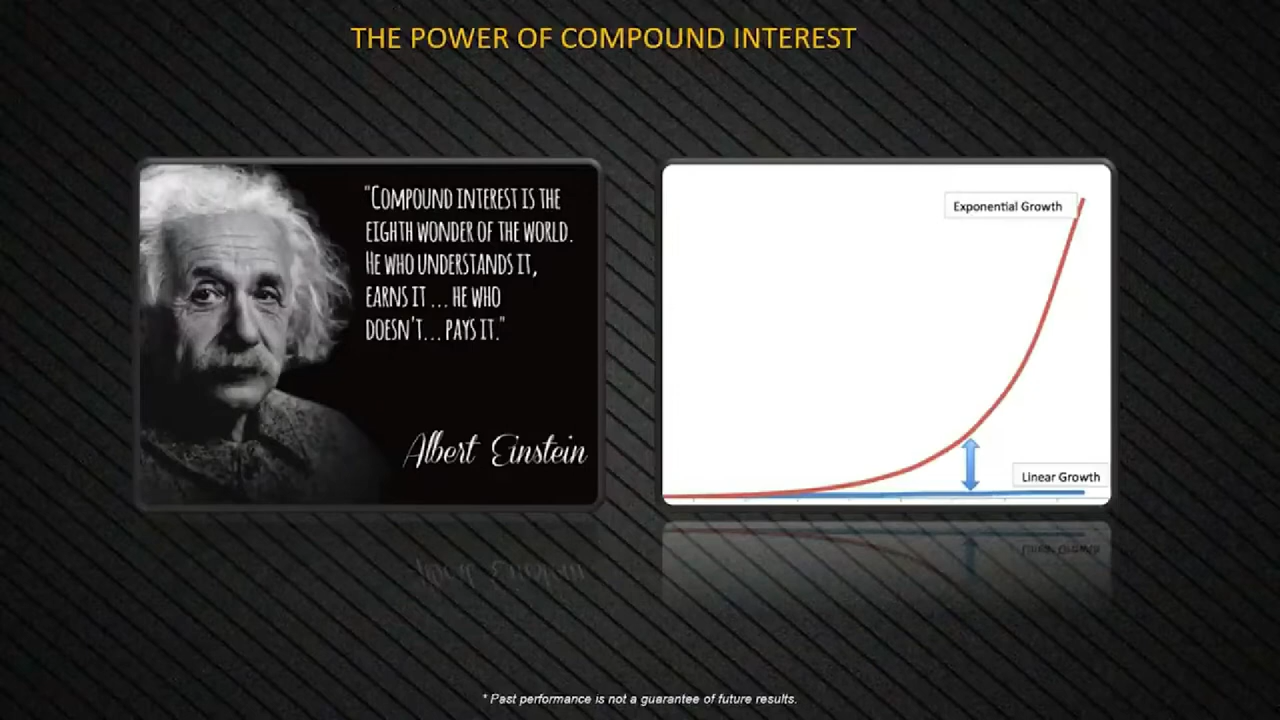 THE POWER OF COMPOUND INTEREST
"COMPOUND INTEREST IS THE
EIGHTH WONDER OF THE WORLD.
HE WHO UNDERSTANDS IT,
EARNS IT ... HE WHO
DOESN'T... PAYS IT."
Albert Einstein
Exponential Growth
Linear Growth
* Past performance is not a guarantee of future results.